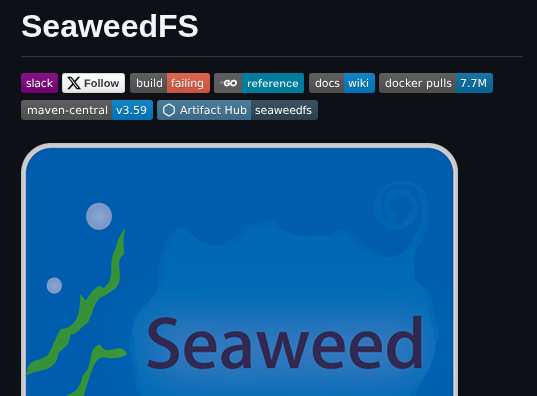 SeaweedFS
slack Follow build failing GO reference docs wiki docker pulls 7.7M
maven-central v3.59 Artifact Hub seaweedfs
Seaweed